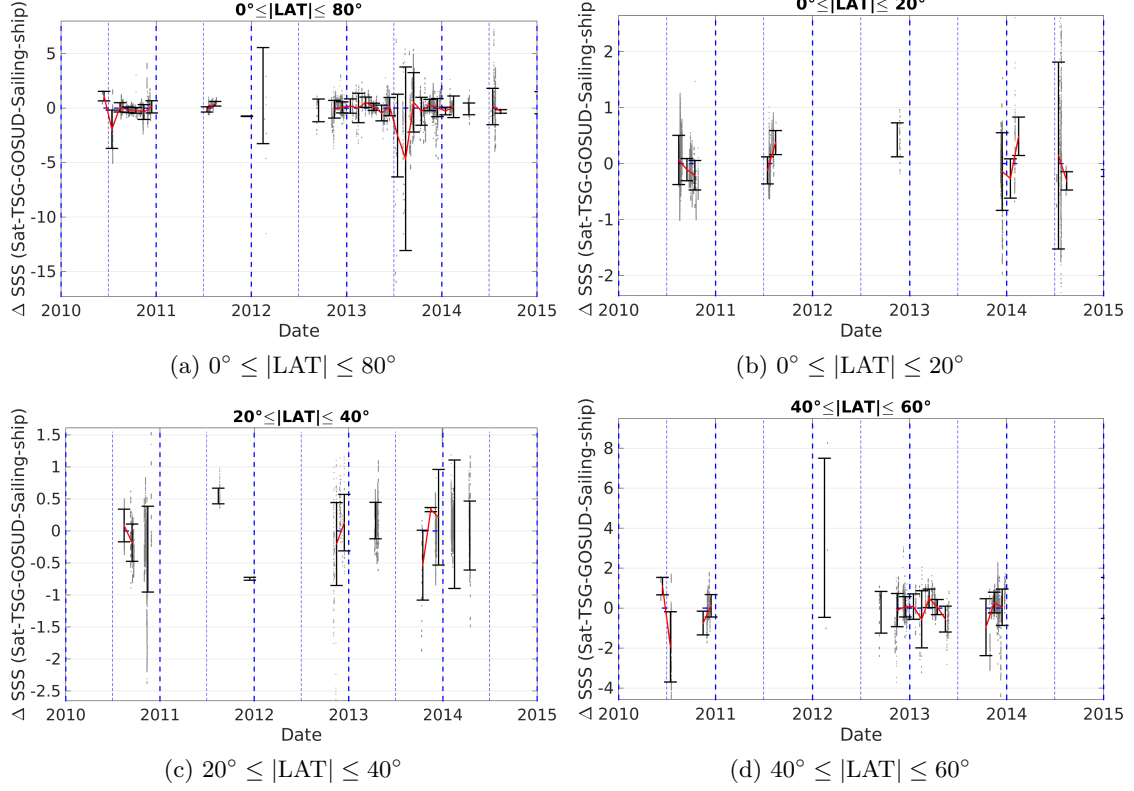 0°≤|LAT|≤ 80°
Δ SSS (Sat-TSG-GOSUD-Sailing-ship)
5
0
-5
-10
-15
2010 2011 2012 2013 2014 2015
Date
(a) 0° ≤ |LAT| ≤ 80°
0°≤|LAT|≤ 20°
Δ SSS (Sat-TSG-GOSUD-Sailing-ship)
2
1
0
-1
-2
2010 2011 2012 2013 2014 2015
Date
(b) 0° ≤ |LAT| ≤ 20°
20°≤|LAT|≤ 40°
Δ SSS (Sat-TSG-GOSUD-Sailing-ship)
1.5
1
0.5
0
-0.5
-1
-1.5
-2
-2.5
2010 2011 2012 2013 2014 2015
Date
(c) 20° ≤ |LAT| ≤ 40°
40°≤|LAT|≤ 60°
Δ SSS (Sat-TSG-GOSUD-Sailing-ship)
8
6
4
2
0
-2
-4
2010 2011 2012 2013 2014 2015
Date
(d) 40° ≤ |LAT| ≤ 60°